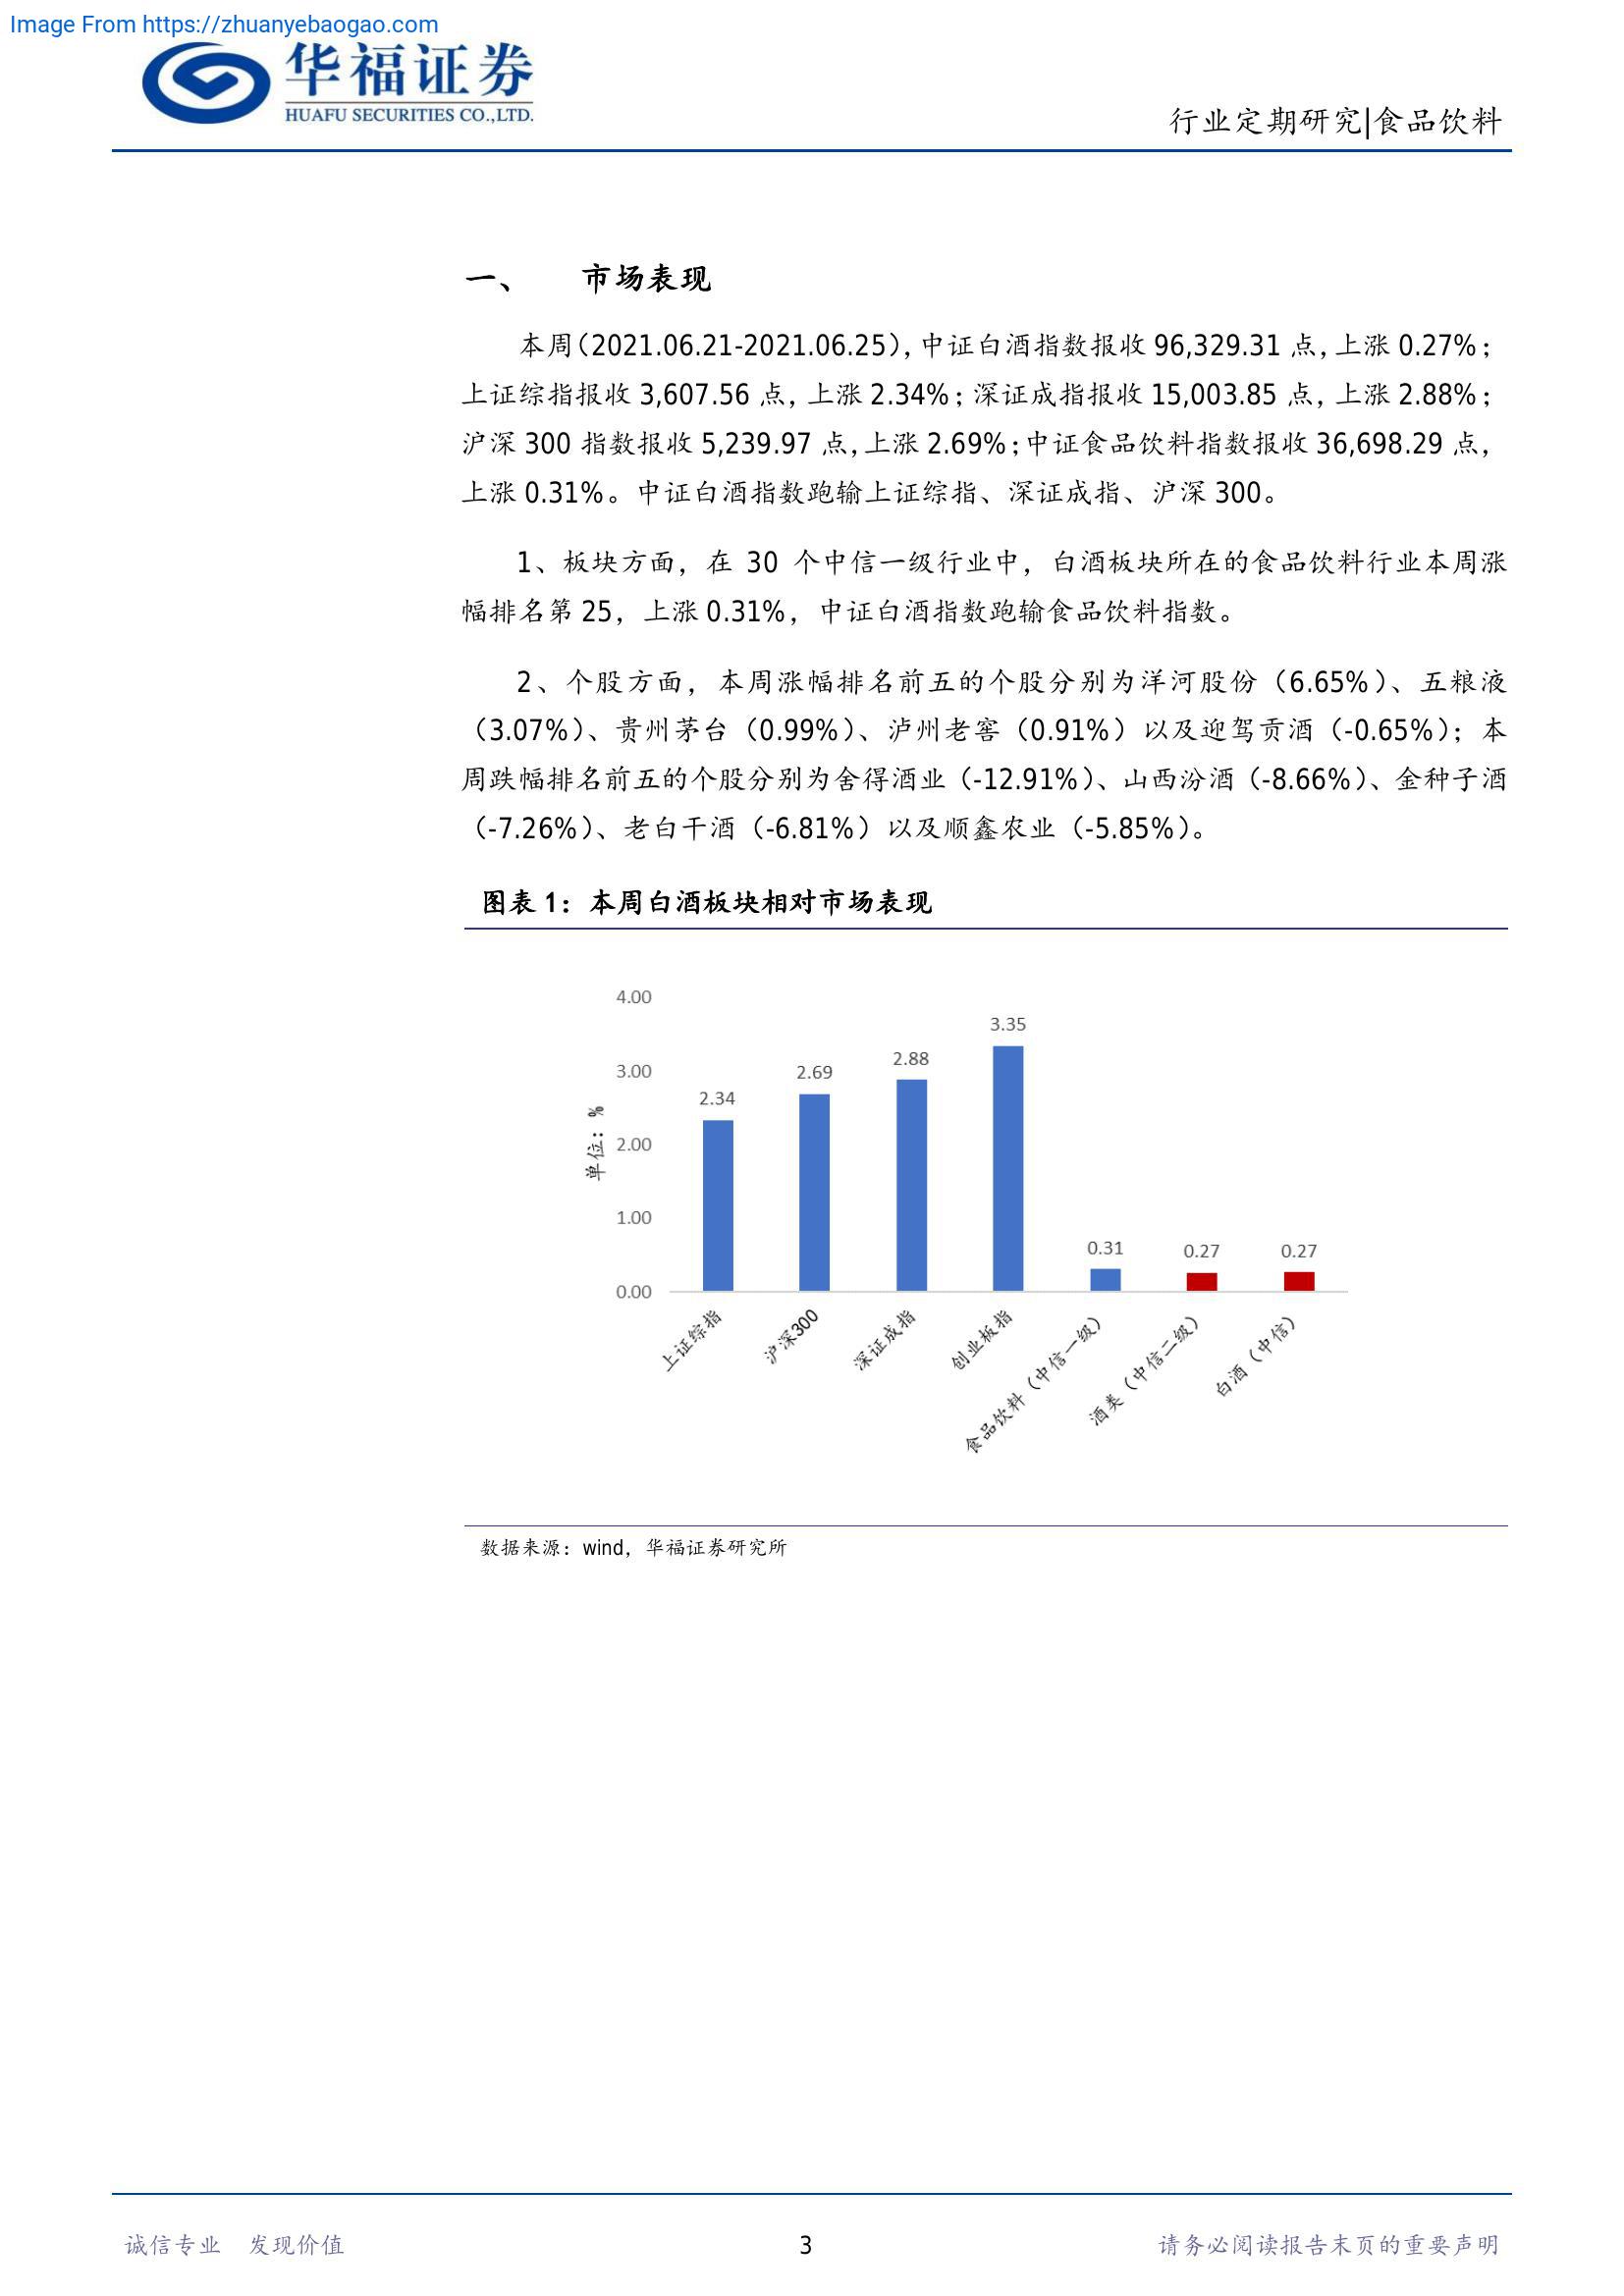 Image From https://zhuanyebaogao.com
华福证券
HUAFU SECURITIES CO.,LTD.
行业定期研究|食品饮料
一、 市场表现
本周（2021.06.21-2021.06.25），中证白酒指数报收 96,329.31 点，上涨 0.27%；
上证综指报收 3,607.56 点，上涨 2.34%；深证成指报收 15,003.85 点，上涨 2.88%；
沪深 300 指数报收 5,239.97 点，上涨 2.69%；中证食品饮料指数报收 36,698.29 点，
上涨 0.31%。中证白酒指数跑输上证综指、深证成指、沪深 300。
1、板块方面，在 30 个中信一级行业中，白酒板块所在的食品饮料行业本周涨
幅排名第 25，上涨 0.31%，中证白酒指数跑输食品饮料指数。
2、个股方面，本周涨幅排名前五的个股分别为洋河股份（6.65%）、五粮液
（3.07%）、贵州茅台（0.99%）、泸州老窖（0.91%）以及迎驾贡酒（-0.65%）；本
周跌幅排名前五的个股分别为舍得酒业（-12.91%）、山西汾酒（-8.66%）、金种子酒
（-7.26%）、老白干酒（-6.81%）以及顺鑫农业（-5.85%）。
图表 1：本周白酒板块相对市场表现
单位：%
4.00
3.00
2.00
1.00
0.00
2.34
2.69
2.88
3.35
0.31
0.27
0.27
上证综指
沪深300
深证成指
创业板指
食品饮料（中信一级）
酒类（中信二级）
白酒（中信）
数据来源：wind，华福证券研究所
诚信专业 发现价值
3
请务必阅读报告末页的重要声明